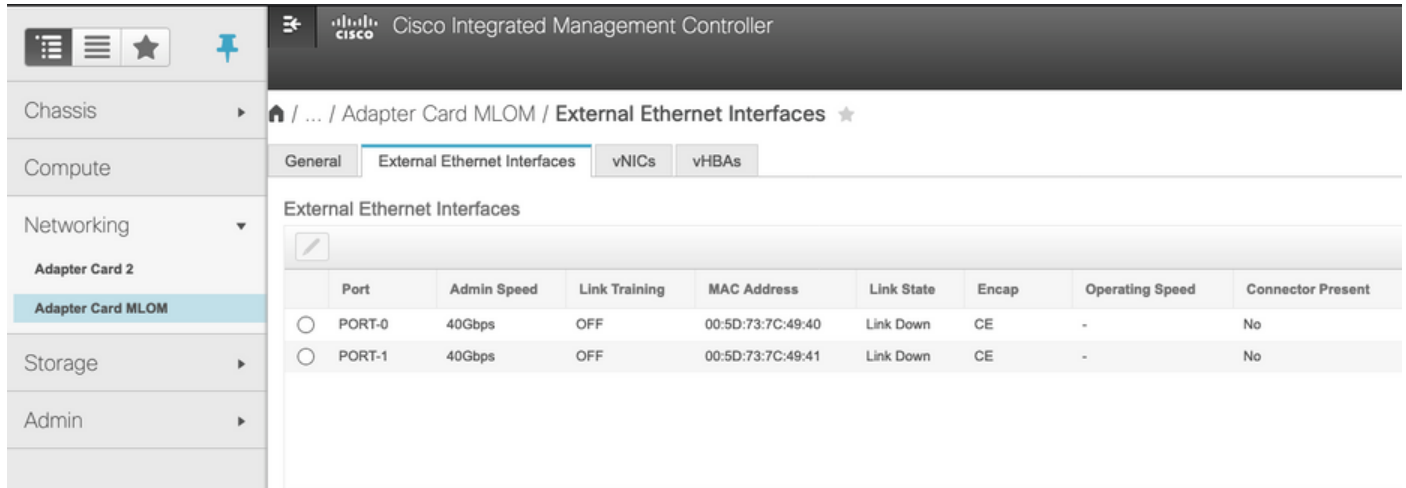 cisco Cisco Integrated Management Controller
Chassis
Compute
Networking
Adapter Card 2
Adapter Card MLOM
Storage
Admin
/ ... / Adapter Card MLOM / External Ethernet Interfaces
General External Ethernet Interfaces vNICs vHBAs
External Ethernet Interfaces
Port Admin Speed Link Training MAC Address Link State Encap Operating Speed Connector Present
PORT-0 40Gbps OFF 00:5D:73:7C:49:40 Link Down CE - No
PORT-1 40Gbps OFF 00:5D:73:7C:49:41 Link Down CE - No